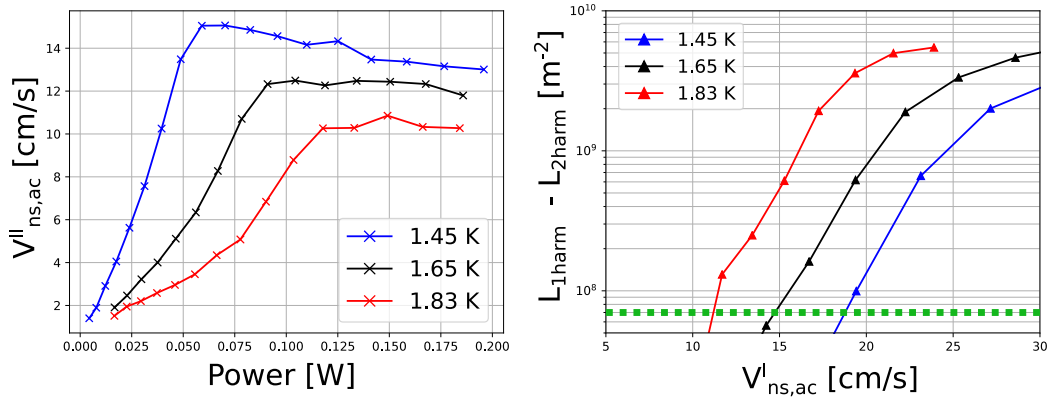 14
12
10
8
6
4
2
0.000 0.025 0.050 0.075 0.100 0.125 0.150 0.175 0.200
V^II_ns,ac [cm/s]
Power [W]
1.45 K
1.65 K
1.83 K
10^10
10^9
10^8
5 10 15 20 25 30
L_1harm - L_2harm [m^-2]
V^I_ns,ac [cm/s]
1.45 K
1.65 K
1.83 K